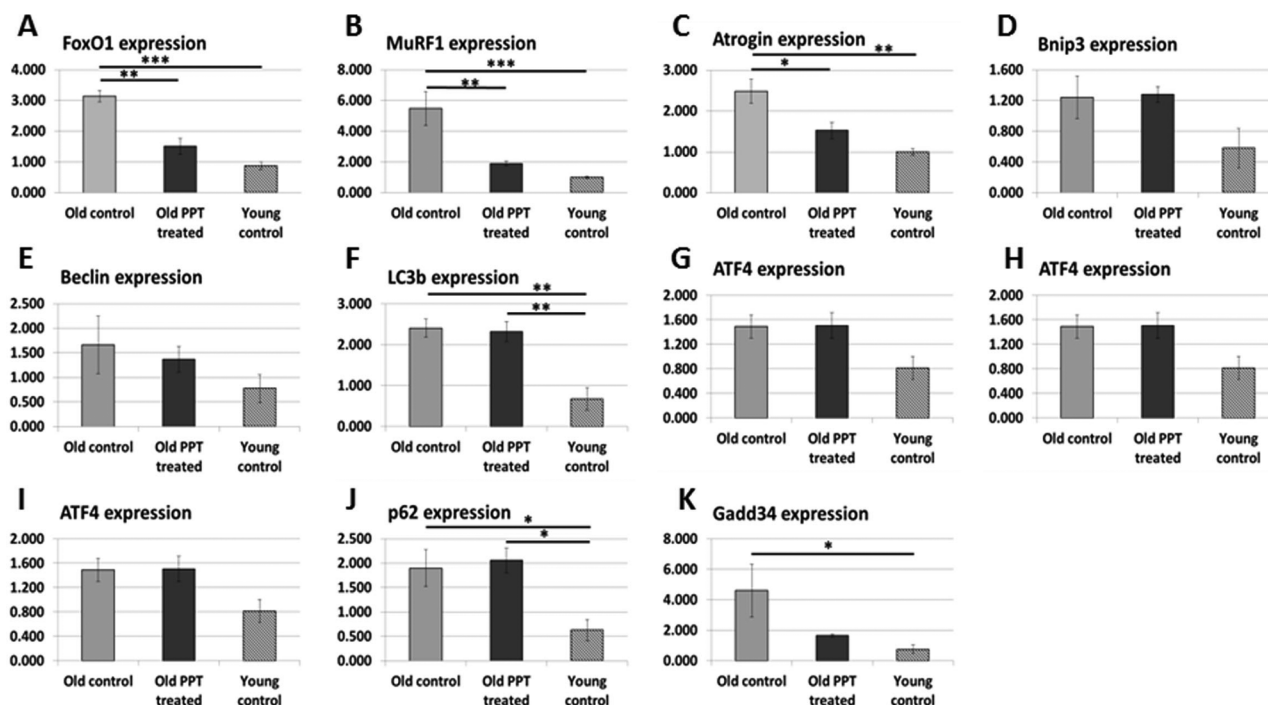 A
FoxO1 expression
***
**
4.000
3.000
2.000
1.000
0.000
Old control
Old PPT
treated
Young
control
B
MuRF1 expression
***
**
8.000
6.000
4.000
2.000
0.000
Old control
Old PPT
treated
Young
control
C
Atrogin expression
**
*
3.000
2.000
1.000
0.000
Old control
Old PPT
treated
Young
control
D
Bnip3 expression
1.600
1.200
0.800
0.400
0.000
Old control
Old PPT
treated
Young
control
E
Beclin expression
2.500
2.000
1.500
1.000
0.500
0.000
Old control
Old PPT
treated
Young
control
F
LC3b expression
**
**
3.000
2.000
1.000
0.000
Old control
Old PPT
treated
Young
control
G
ATF4 expression
2.000
1.600
1.200
0.800
0.400
0.000
Old control
Old PPT
treated
Young
control
H
ATF4 expression
2.000
1.600
1.200
0.800
0.400
0.000
Old control
Old PPT
treated
Young
control
I
ATF4 expression
2.000
1.600
1.200
0.800
0.400
0.000
Old control
Old PPT
treated
Young
control
J
p62 expression
*
*
2.500
2.000
1.500
1.000
0.500
0.000
Old control
Old PPT
treated
Young
control
K
Gadd34 expression
*
8.000
6.000
4.000
2.000
0.000
Old control
Old PPT
treated
Young
control